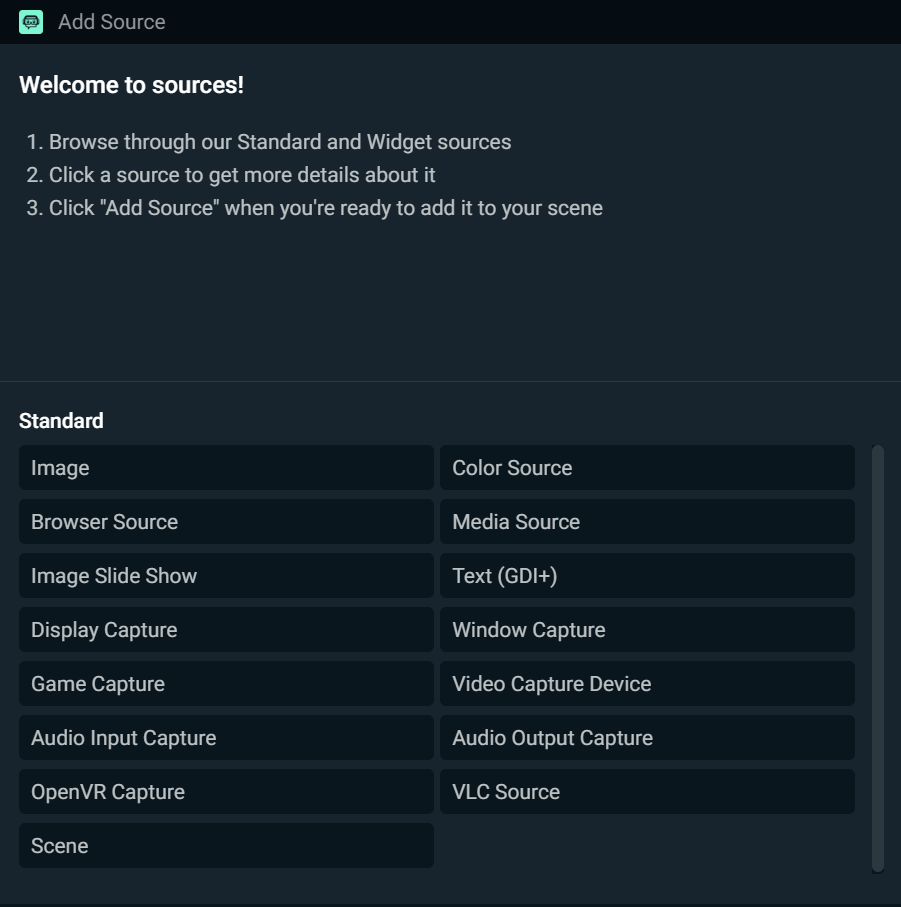 Add Source
Welcome to sources!
1. Browse through our Standard and Widget sources
2. Click a source to get more details about it
3. Click "Add Source" when you're ready to add it to your scene
Standard
Image
Color Source
Browser Source
Media Source
Image Slide Show
Text (GDI+)
Display Capture
Window Capture
Game Capture
Video Capture Device
Audio Input Capture
Audio Output Capture
OpenVR Capture
VLC Source
Scene